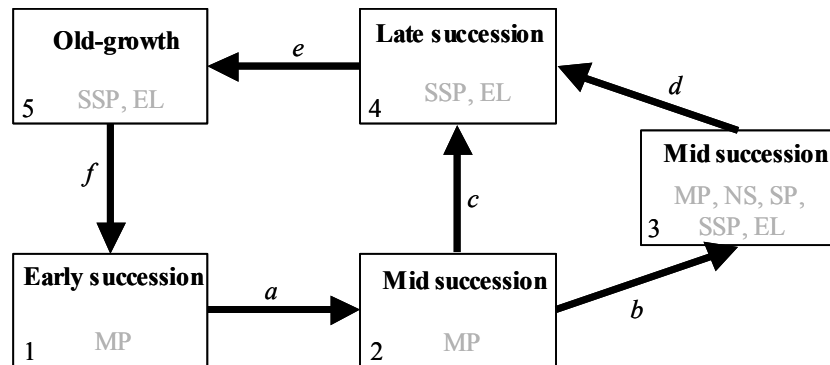 Old-growth
SSP, EL
5
e
Late succession
SSP, EL
4
d
Mid succession
MP, NS, SP,
SSP, EL
3
f
c
Early succession
MP
1
a
Mid succession
MP
2
b